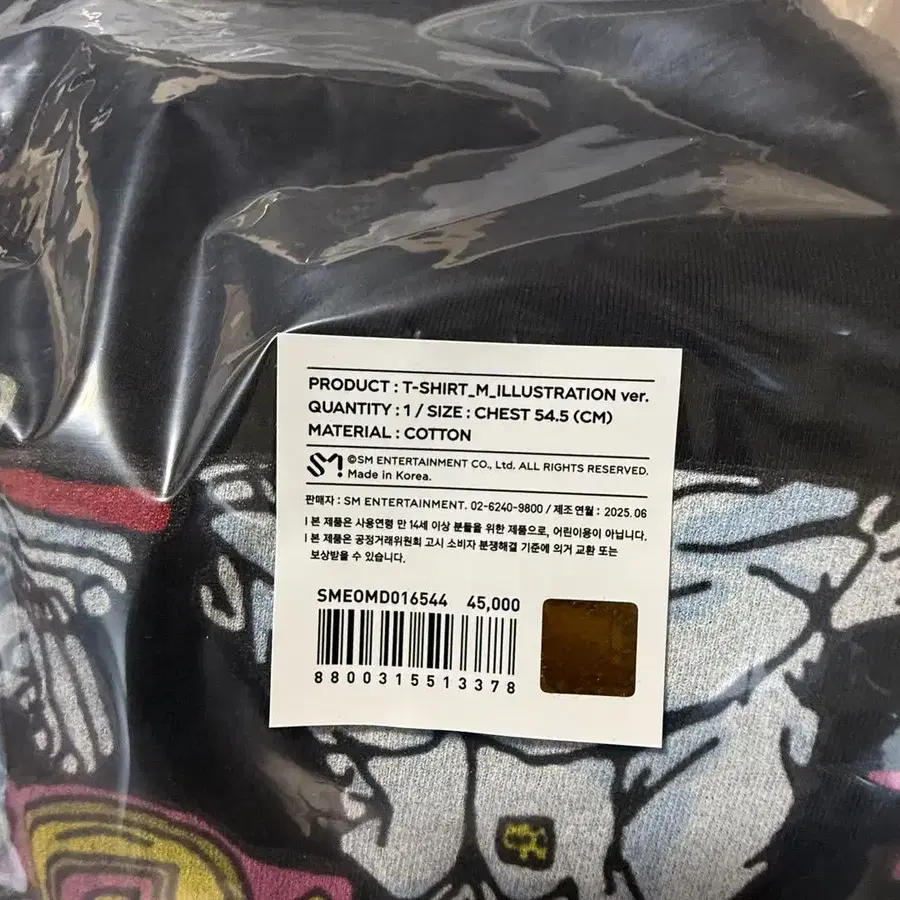 PRODUCT : T-SHIRT_M_ILLUSTRATION ver.
QUANTITY : 1 / SIZE : CHEST 54.5 (CM)
MATERIAL : COTTON
SM ©SM ENTERTAINMENT CO., Ltd. ALL RIGHTS RESERVED.
Made in Korea.
판매자 : SM ENTERTAINMENT. 02-6240-9800 / 제조연월 : 2025.06
I 본 제품은 사용연령 만 14세 이상 분들을 위한 제품으로, 어린이용이 아닙니다.
I 본 제품은 공정거래위원회 고시 소비자 분쟁해결 기준에 의거 교환 또는
보상받을 수 있습니다.
SMEOMD016544 45,000
8800315513378